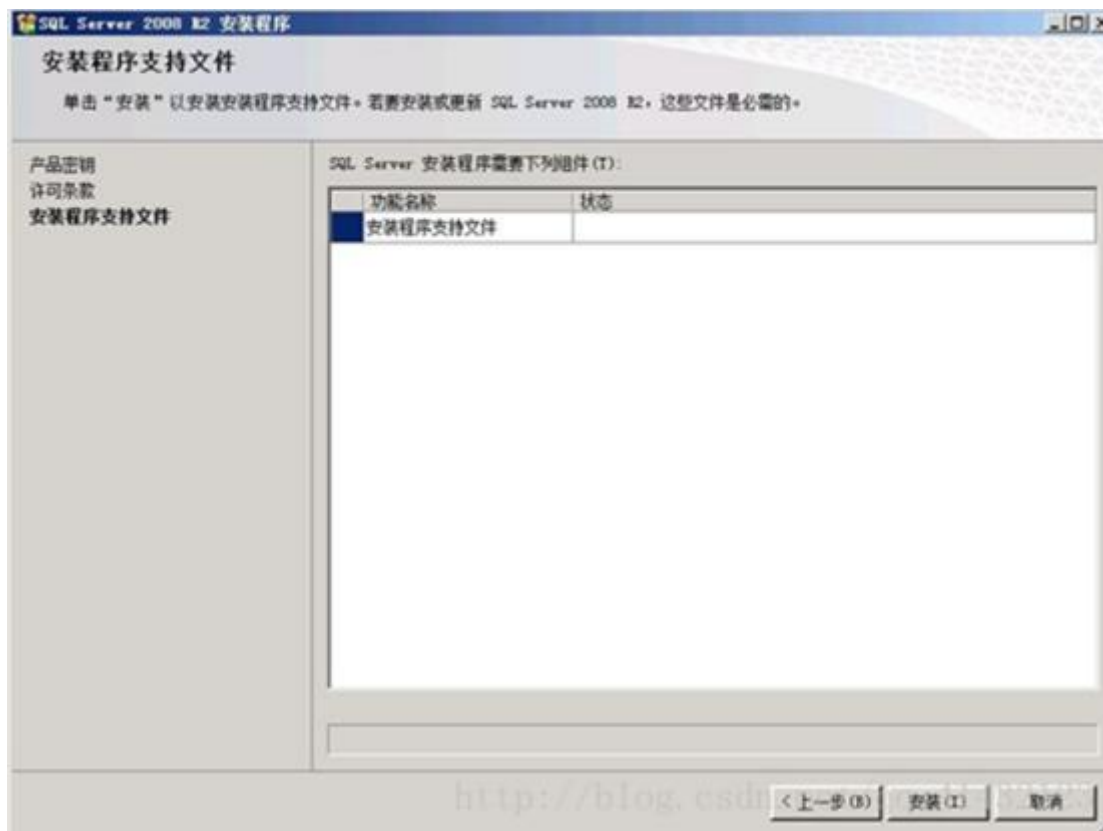 SQL Server 2008 R2 安装程序
安装程序支持文件
单击“安装”以安装安装程序支持文件。若要安装或更新 SQL Server 2008 R2，这些文件是必需的。
产品密钥
许可条款
安装程序支持文件
SQL Server 安装程序需要下列组件(T):
功能名称 状态
安装程序支持文件
http://blog.csdn
< 上一步(B) 安装(I) 取消